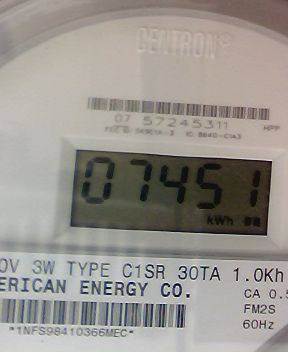 CENTRON®
07 57245311
HPP
07451
kWh
0V 3W TYPE C1SR 30TA 1.0Kh
ERICAN ENERGY CO.
CA 0.5
FM2S
60Hz
*1NFS98410366MEC*